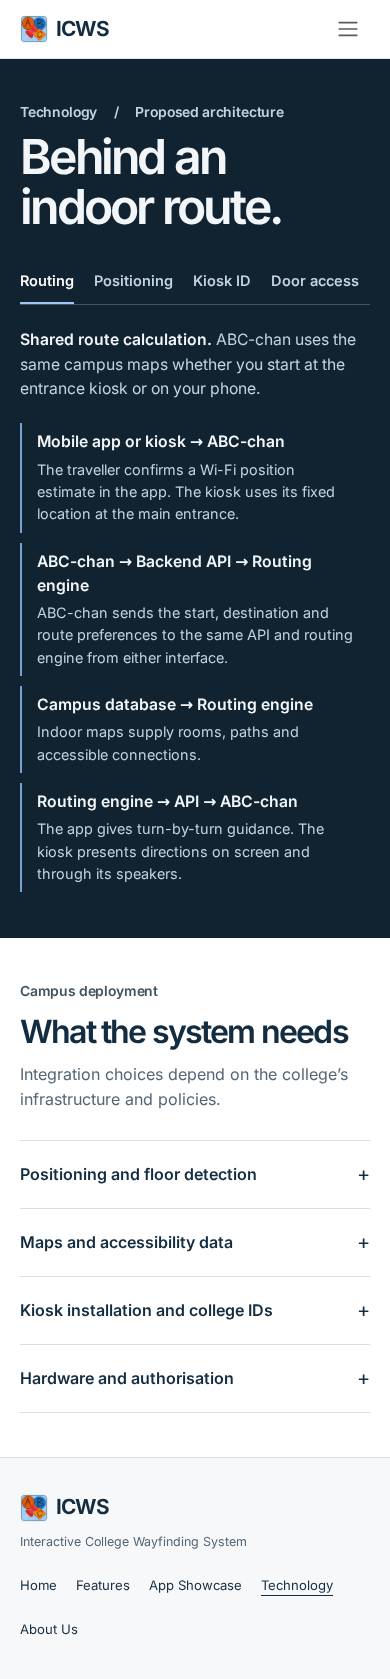 ICWS
Technology / Proposed architecture
Behind an
indoor route.
Routing Positioning Kiosk ID Door access
Shared route calculation. ABC-chan uses the
same campus maps whether you start at the
entrance kiosk or on your phone.
Mobile app or kiosk → ABC-chan
The traveller confirms a Wi-Fi position
estimate in the app. The kiosk uses its fixed
location at the main entrance.
ABC-chan → Backend API → Routing
engine
ABC-chan sends the start, destination and
route preferences to the same API and routing
engine from either interface.
Campus database → Routing engine
Indoor maps supply rooms, paths and
accessible connections.
Routing engine → API → ABC-chan
The app gives turn-by-turn guidance. The
kiosk presents directions on screen and
through its speakers.
Campus deployment
What the system needs
Integration choices depend on the college’s
infrastructure and policies.
Positioning and floor detection +
Maps and accessibility data +
Kiosk installation and college IDs +
Hardware and authorisation +
ICWS
Interactive College Wayfinding System
Home Features App Showcase Technology
About Us